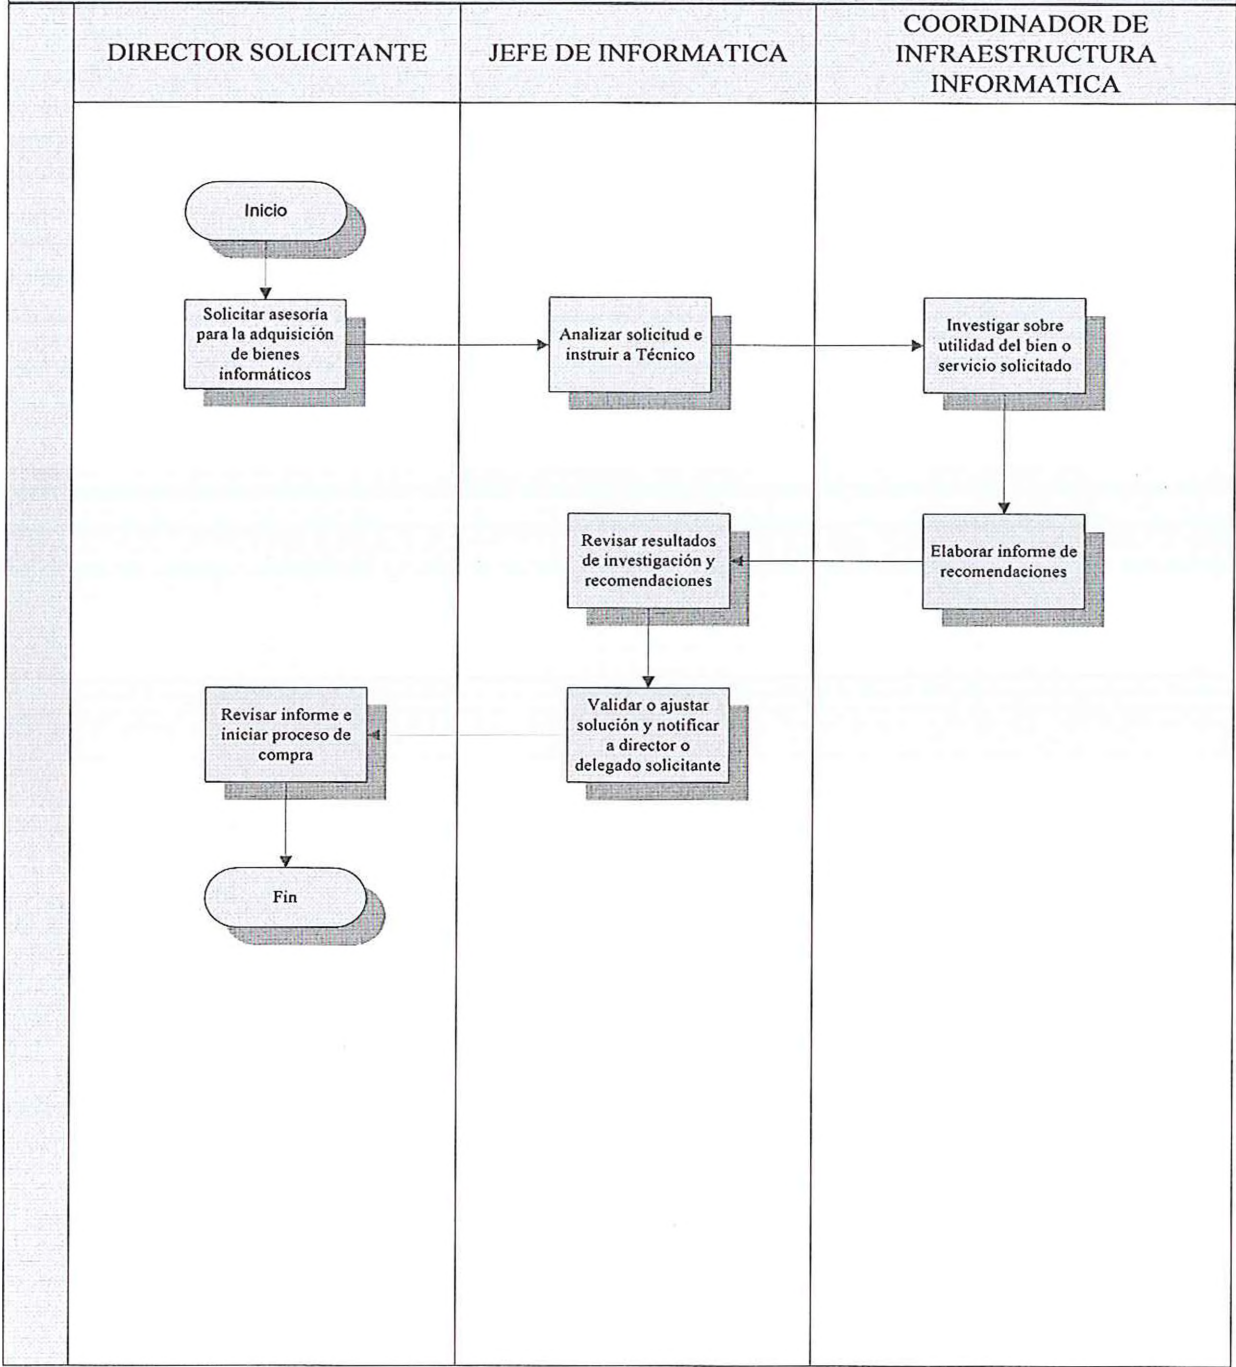 DIRECTOR SOLICITANTE
JEFE DE INFORMATICA
COORDINADOR DE
INFRAESTRUCTURA
INFORMATICA
Inicio
Solicitar asesoría
para la adquisición
de bienes
informáticos
Analizar solicitud e
instruir a Técnico
Investigar sobre
utilidad del bien o
servicio solicitado
Elaborar informe de
recomendaciones
Revisar resultados
de investigación y
recomendaciones
Validar o ajustar
solución y notificar
a director o
delegado solicitante
Revisar informe e
iniciar proceso de
compra
Fin